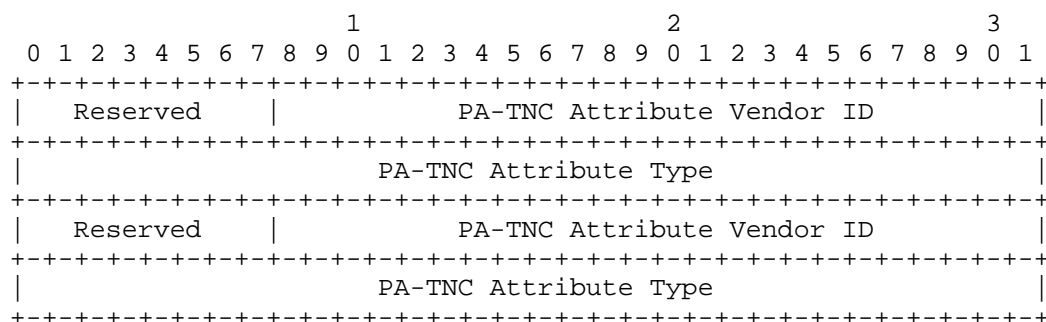 1                   2                   3
 0 1 2 3 4 5 6 7 8 9 0 1 2 3 4 5 6 7 8 9 0 1 2 3 4 5 6 7 8 9 0 1
+-+-+-+-+-+-+-+-+-+-+-+-+-+-+-+-+-+-+-+-+-+-+-+-+-+-+-+-+-+-+-+-+
|   Reserved    |           PA-TNC Attribute Vendor ID          |
+-+-+-+-+-+-+-+-+-+-+-+-+-+-+-+-+-+-+-+-+-+-+-+-+-+-+-+-+-+-+-+-+
|                      PA-TNC Attribute Type                    |
+-+-+-+-+-+-+-+-+-+-+-+-+-+-+-+-+-+-+-+-+-+-+-+-+-+-+-+-+-+-+-+-+
|   Reserved    |           PA-TNC Attribute Vendor ID          |
+-+-+-+-+-+-+-+-+-+-+-+-+-+-+-+-+-+-+-+-+-+-+-+-+-+-+-+-+-+-+-+-+
|                      PA-TNC Attribute Type                    |
+-+-+-+-+-+-+-+-+-+-+-+-+-+-+-+-+-+-+-+-+-+-+-+-+-+-+-+-+-+-+-+-+